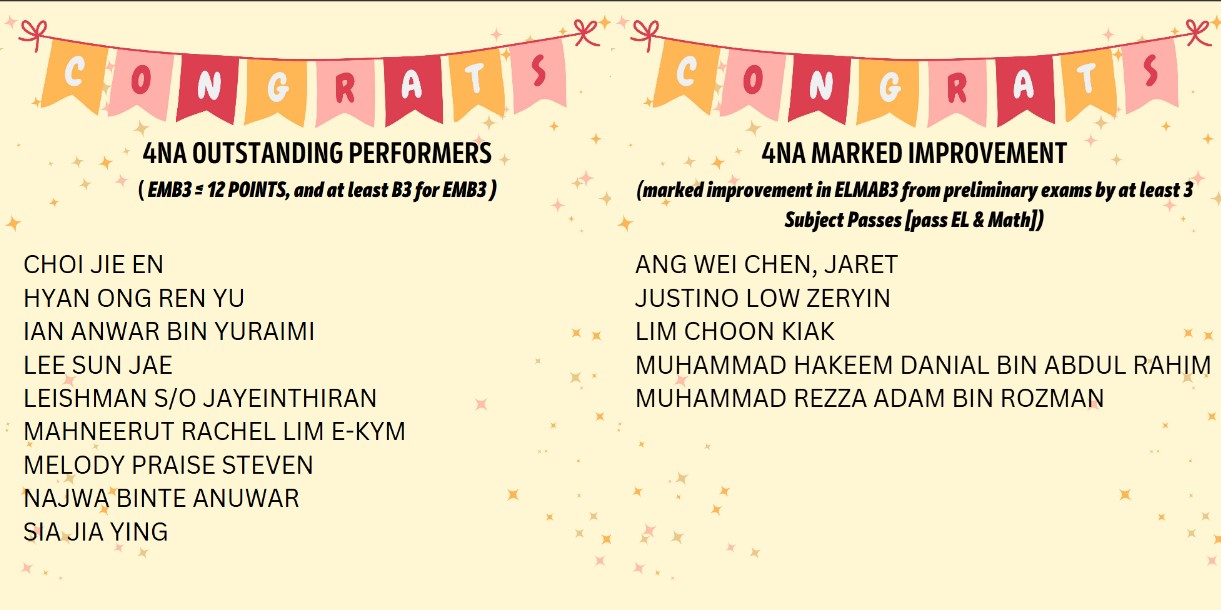 CONGRATS
4NA OUTSTANDING PERFORMERS
( EMB3 ≤ 12 POINTS, and at least B3 for EMB3 )
CHOI JIE EN
HYAN ONG REN YU
IAN ANWAR BIN YURAIMI
LEE SUN JAE
LEISHMAN S/O JAYEINTHIRAN
MAHNEERUT RACHEL LIM E-KYM
MELODY PRAISE STEVEN
NAJWA BINTE ANUWAR
SIA JIA YING
CONGRATS
4NA MARKED IMPROVEMENT
(marked improvement in ELMAB3 from preliminary exams by at least 3
Subject Passes [pass EL & Math])
ANG WEI CHEN, JARET
JUSTINO LOW ZERYIN
LIM CHOON KIAK
MUHAMMAD HAKEEM DANIAL BIN ABDUL RAHIM
MUHAMMAD REZZA ADAM BIN ROZMAN